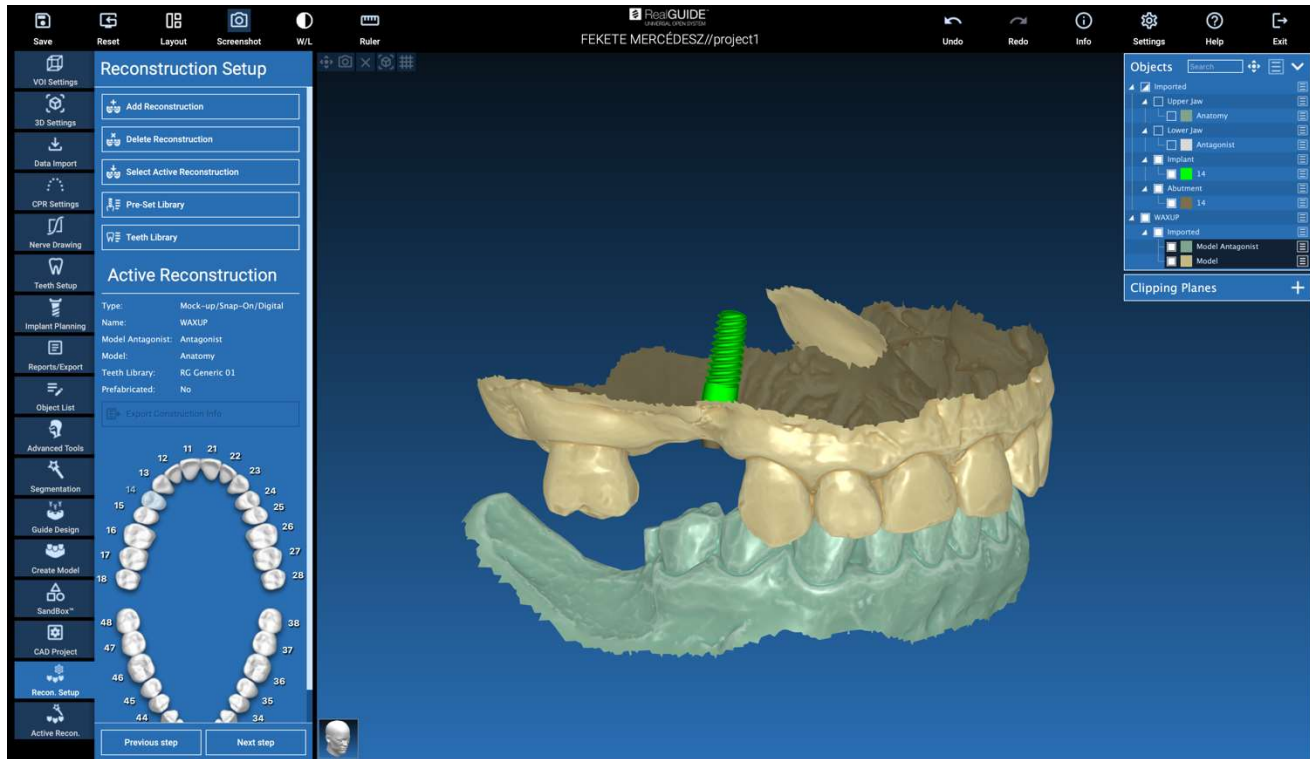 Save
Reset
Layout
Screenshot
W/L
Ruler
RealGUIDE
UNIVERSAL OPEN SYSTEM
FEKETE MERCÉDESZ//project1
Undo
Redo
Info
Settings
Help
Exit
VOI Settings
3D Settings
Data Import
CPR Settings
Nerve Drawing
Teeth Setup
Implant Planning
Reports/Export
Object List
Advanced Tools
Segmentation
Guide Design
Create Model
SandBox™
CAD Project
Recon. Setup
Active Recon.
Reconstruction Setup
Add Reconstruction
Delete Reconstruction
Select Active Reconstruction
Pre-Set Library
Teeth Library
Active Reconstruction
Type: Mock-up/Snap-On/Digital
Name: WAXUP
Model Antagonist: Antagonist
Model: Anatomy
Teeth Library: RG Generic 01
Prefabricated: No
Export Construction Info
11 21
12 22
13 23
14 24
15 25
16 26
17 27
18 28
48 38
47 37
46 36
45 35
44 34
Previous step
Next step
Objects Search
Imported
Upper Jaw
Anatomy
Lower Jaw
Antagonist
Implant
14
Abutment
14
WAXUP
Imported
Model Antagonist
Model
Clipping Planes